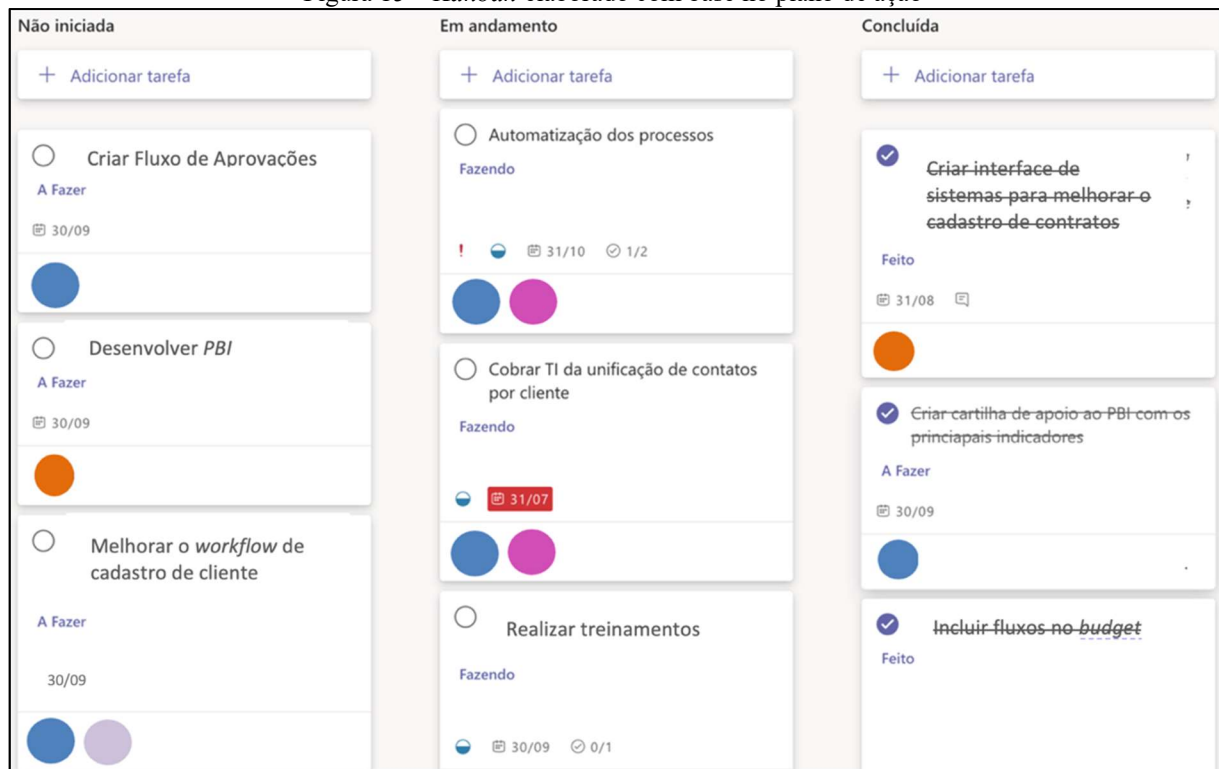 Não iniciada
+ Adicionar tarefa
Criar Fluxo de Aprovações
A Fazer
30/09
Desenvolver PBI
A Fazer
30/09
Melhorar o workflow de
cadastro de cliente
A Fazer
30/09
Em andamento
+ Adicionar tarefa
Automatização dos processos
Fazendo
! 31/10 1/2
Cobrar TI da unificação de contatos
por cliente
Fazendo
31/07
Realizar treinamentos
Fazendo
30/09 0/1
Concluída
+ Adicionar tarefa
Criar interface de
sistemas para melhorar o
cadastro de contratos
Feito
31/08
Criar cartilha de apoio ao PBI com os
princiapais indicadores
A Fazer
30/09
Incluir fluxos no budget
Feito